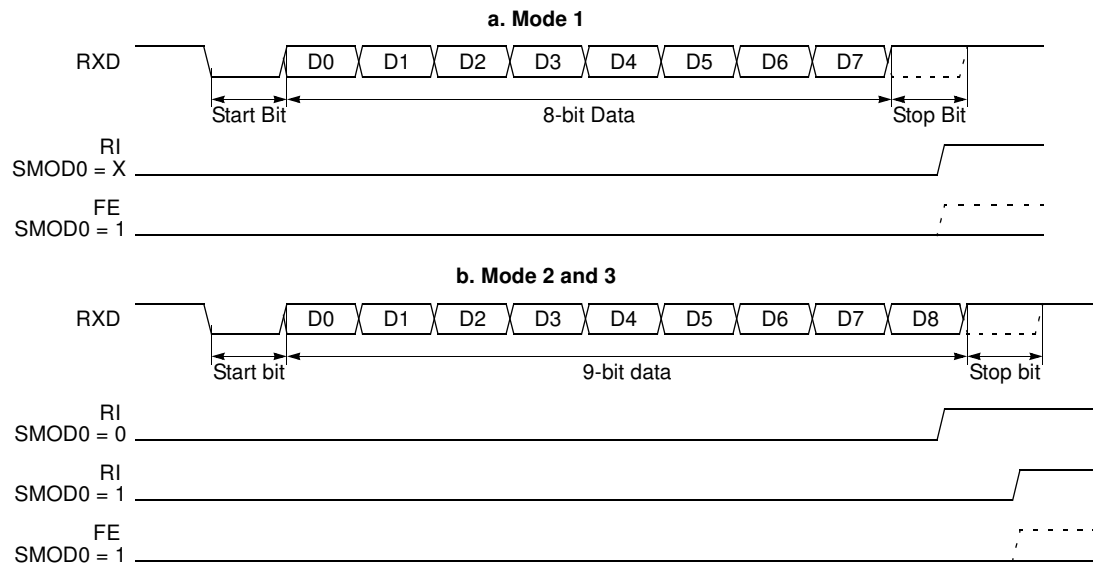 a. Mode 1
RXD
D0 D1 D2 D3 D4 D5 D6 D7
Start Bit 8-bit Data Stop Bit
RI
SMOD0 = X
FE
SMOD0 = 1
b. Mode 2 and 3
RXD
D0 D1 D2 D3 D4 D5 D6 D7 D8
Start bit 9-bit data Stop bit
RI
SMOD0 = 0
RI
SMOD0 = 1
FE
SMOD0 = 1